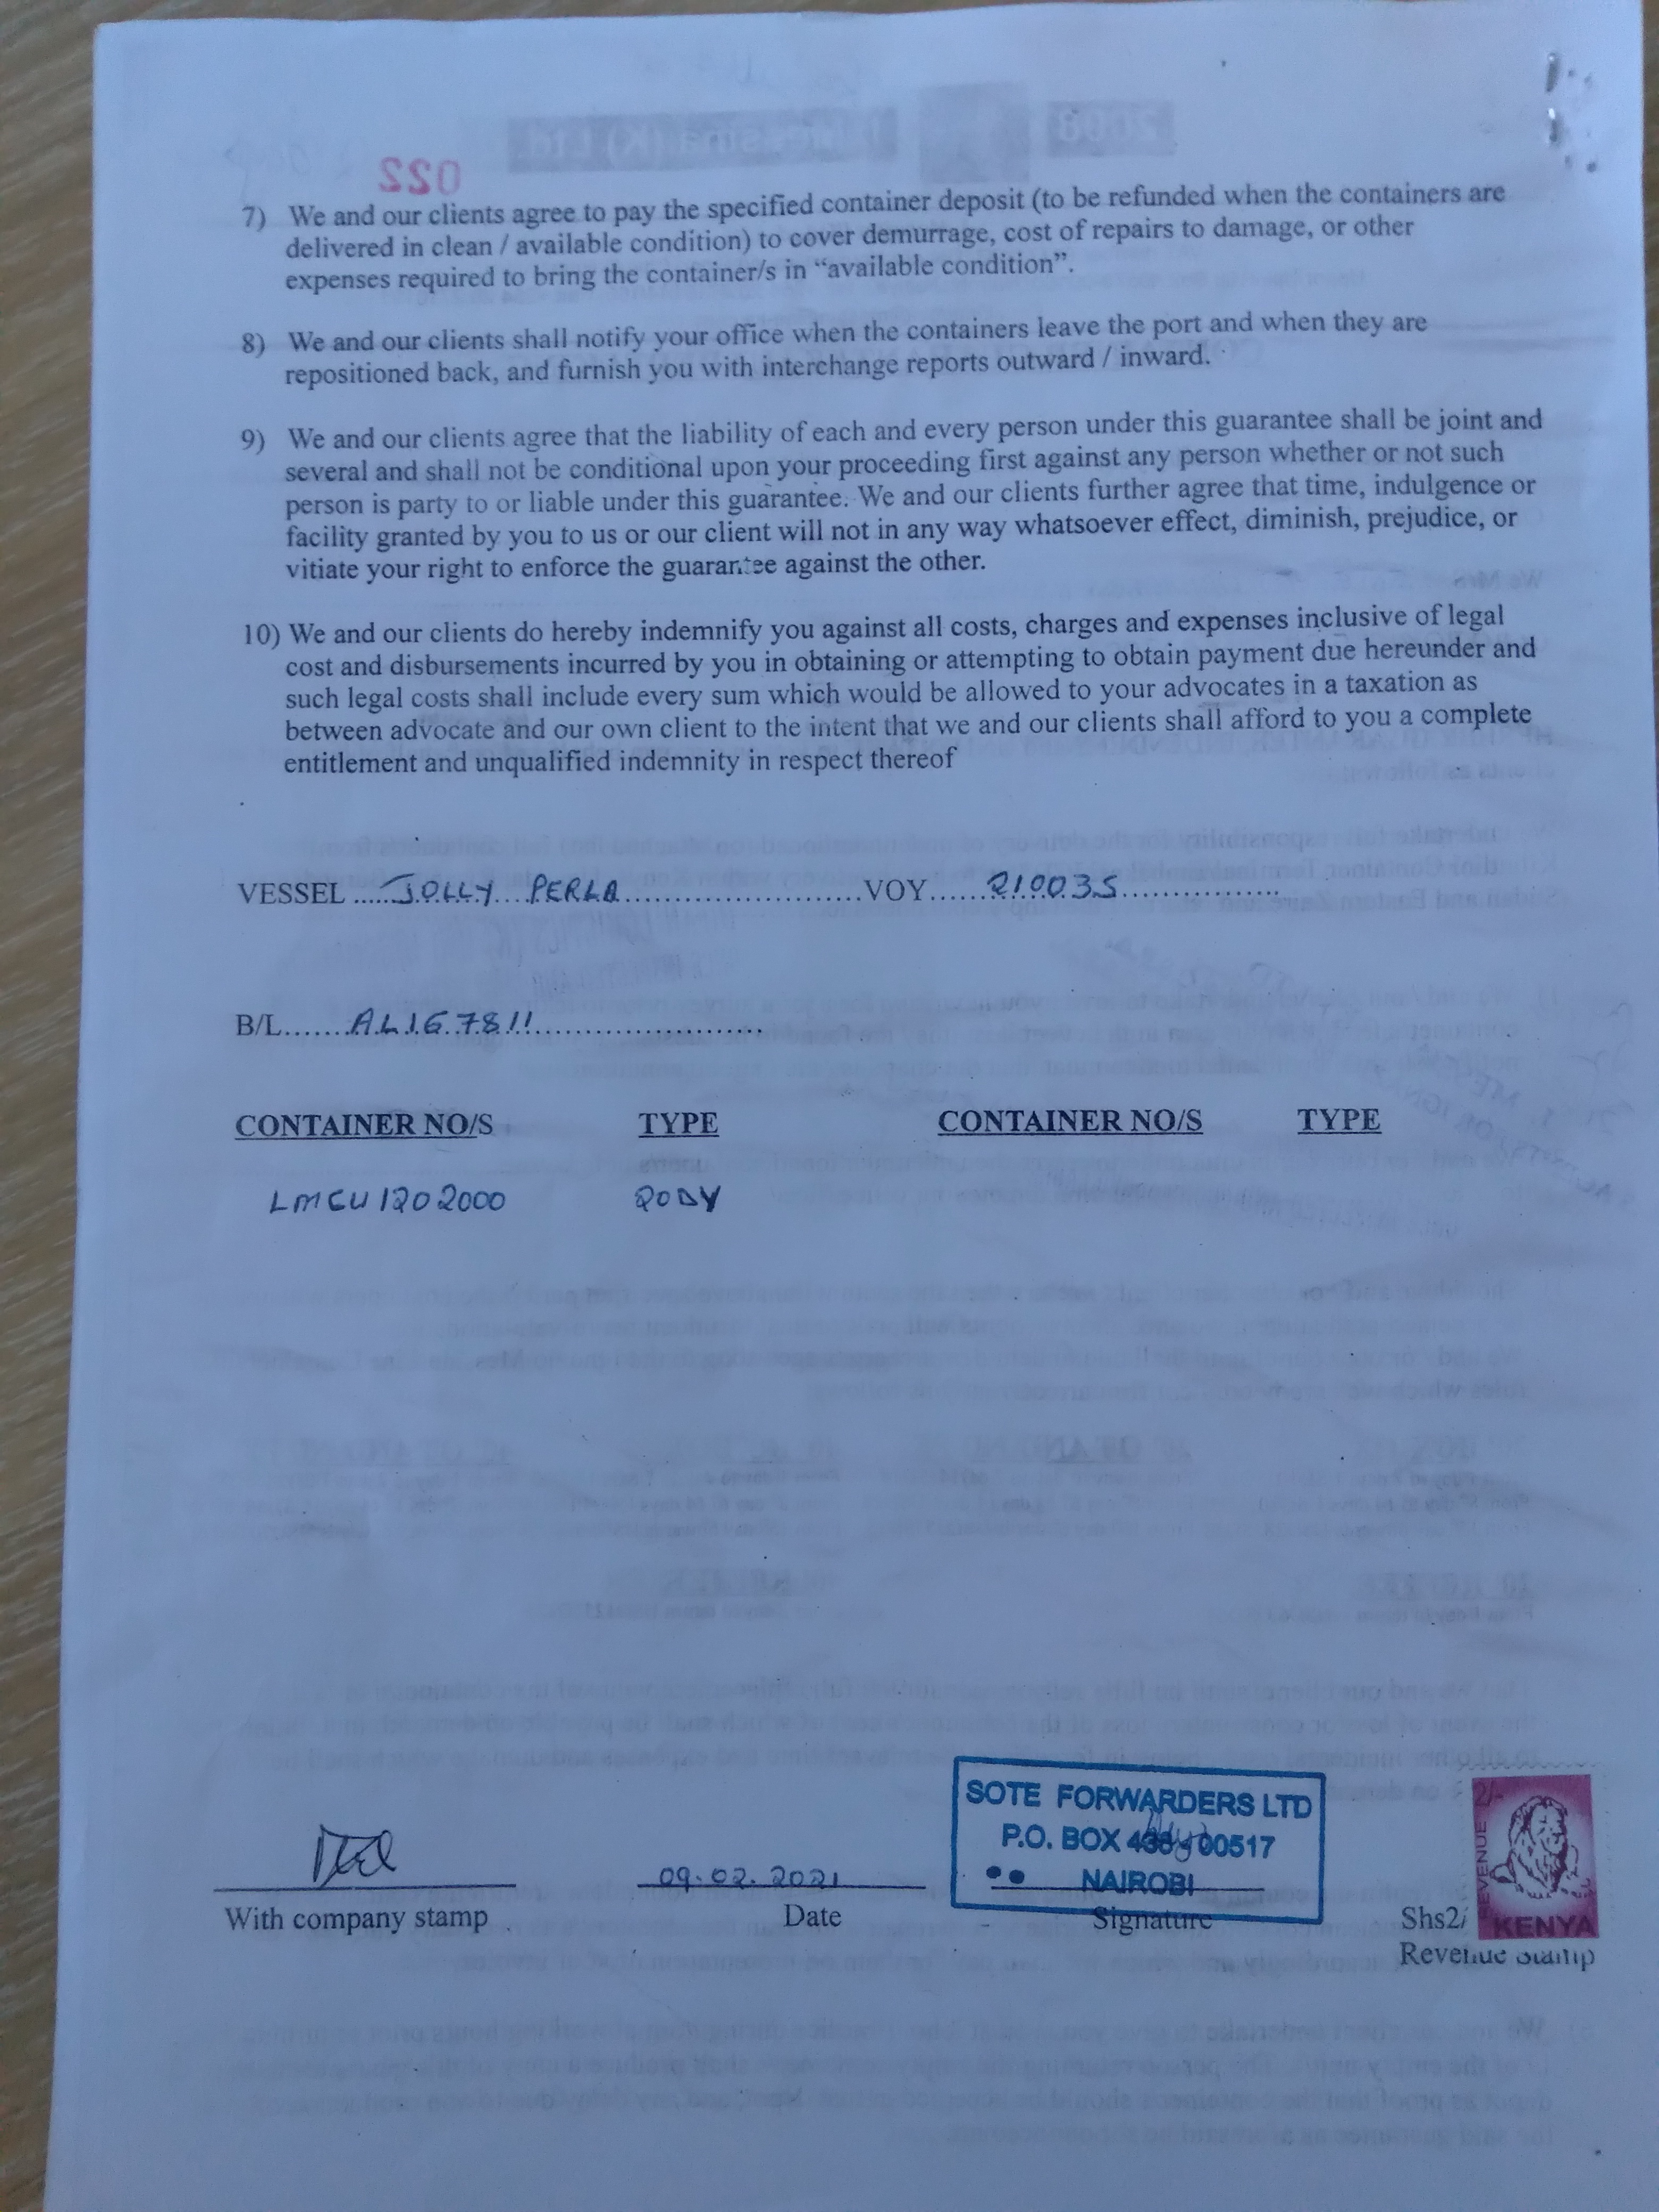 7) We and our clients agree to pay the specified container deposit (to be refunded when the containers are
delivered in clean / available condition) to cover demurrage, cost of repairs to damage, or other
expenses required to bring the container/s in “available condition”.
8) We and our clients shall notify your office when the containers leave the port and when they are
repositioned back, and furnish you with interchange reports outward / inward.
9) We and our clients agree that the liability of each and every person under this guarantee shall be joint and
several and shall not be conditional upon your proceeding first against any person whether or not such
person is party to or liable under this guarantee. We and our clients further agree that time, indulgence or
facility granted by you to us or our client will not in any way whatsoever effect, diminish, prejudice, or
vitiate your right to enforce the guarantee against the other.
10) We and our clients do hereby indemnify you against all costs, charges and expenses inclusive of legal
cost and disbursements incurred by you in obtaining or attempting to obtain payment due hereunder and
such legal costs shall include every sum which would be allowed to your advocates in a taxation as
between advocate and our own client to the intent that we and our clients shall afford to you a complete
entitlement and unqualified indemnity in respect thereof
VESSEL ..... JOLLY PERLA ..... VOY ..... 21003S .....
B/L ..... AL167811 .....
CONTAINER NO/S TYPE CONTAINER NO/S TYPE
LMCU1202000 20DY
SOTE FORWARDERS LTD
P.O. BOX 00517
NAIROBI
09.02.2021
With company stamp Date Signature
2/-
REVENUE
KENYA
Shs2/
Revenue Stamp